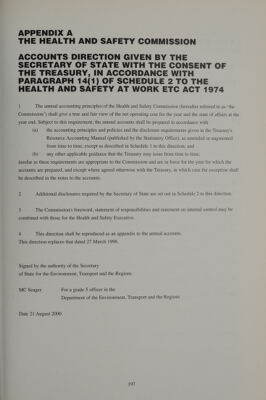 APPENDIX A
THE HEALTH AND SAFETY COMMISSION
ACCOUNTS DIRECTION GIVEN BY THE
SECRETARY OF STATE WITH THE CONSENT OF
THE TREASURY, IN ACCORDANCE WITH
PARAGRAPH 14(1) OF SCHEDULE 2 TO THE
HEALTH AND SAFETY AT WORK ETC ACT 1974
1 The annual accounting principles of the Health and Safety Commission (hereafter referred to as 'the
Commission') shall give a true and fair view of the net operating cost for the year and the state of affairs at the
year end. Subject to this requirement, the annual accounts shall be prepared in accordance with
(a) the accounting principles and policies and the disclosure requirements given in the Treasury's
Resource Accounting Manual (published by the Stationery Office), as amended or augmented
from time to time, except as described in Schedule 1 to this direction; and
(b) any other applicable guidance that the Treasury may issue from time to time;
insofar as these requirements are appropriate to the Commission and are in force for the year for which the
accounts are prepared, and except where agreed otherwise with the Treasury, in which case the exception shall
be described in the notes to the accounts.
2 Additional disclosures required by the Secretary of State are set out in Schedule 2 to this direction.
3 The Commission's foreword, statement of responsibilities and statement on internal control may be
combined with those for the Health and Safety Executive.
4 This direction shall be reproduced as an appendix to the annual accounts.
This direction replaces that dated 27 March 1998.
Signed by the authority of the Secretary
of State for the Environment, Transport and the Regions
MC Seager For a grade 5 officer in the
Department of the Environment, Transport and the Regions
Date 21 August 2000
197